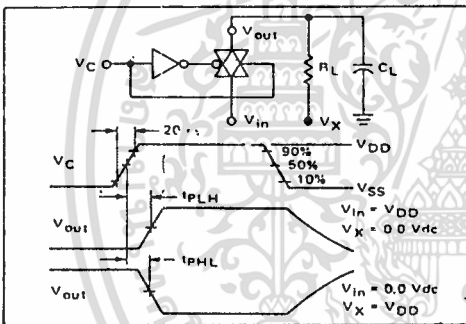 Vout
VC
RL
CL
Vin
VX
20
VC
90%
50%
10%
VDD
VSS
tPLH
Vout
Vin = VDD
VX = 0.0 Vdc
tPHL
Vout
Vin = 0.0 Vdc
VX = VDD